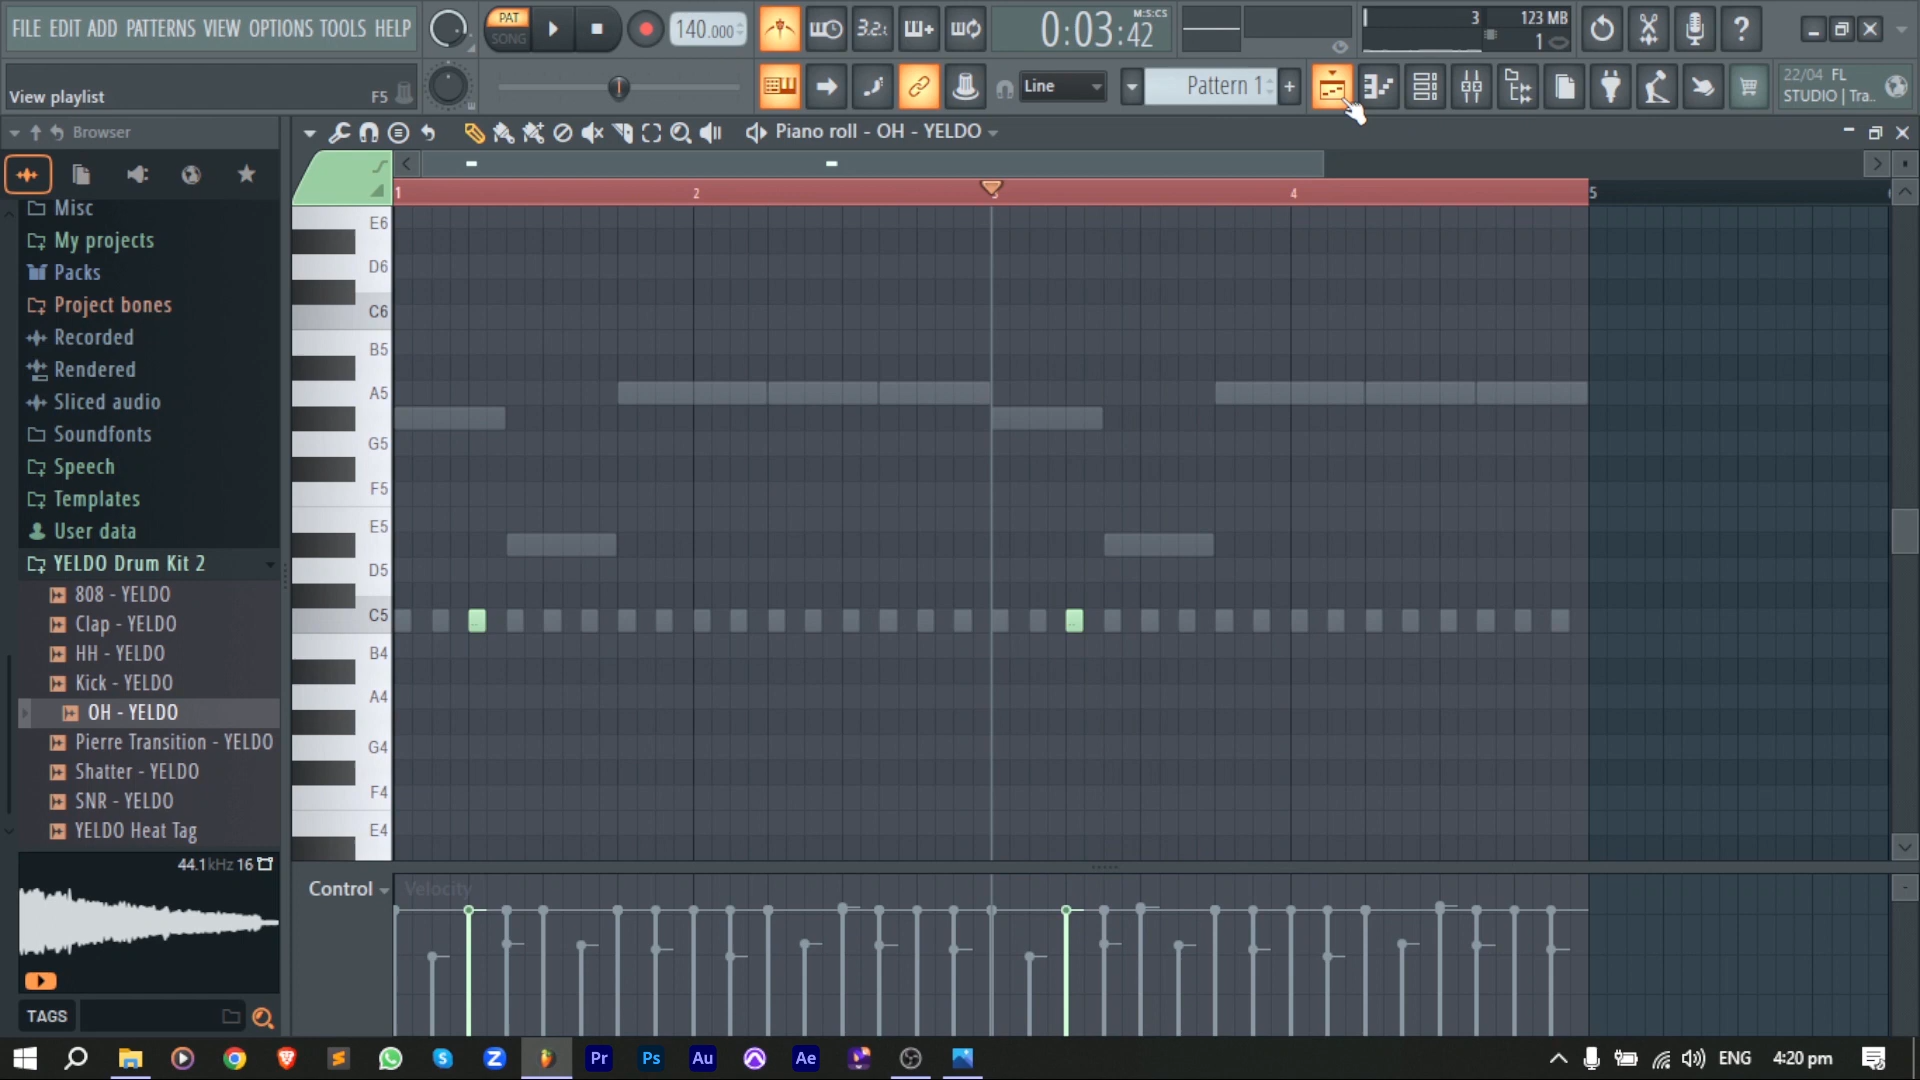 FILE EDIT ADD PATTERNS VIEW OPTIONS TOOLS HELP
PAT
SONG
140.000
3.2.
0:03:42
M:S:CS
3
123 MB
1
View playlist
F5
Line
Pattern 1
22/04 FL
STUDIO | Tra..
Browser
Piano roll - OH - YELDO
1
2
3
4
5
Misc
My projects
Packs
Project bones
Recorded
Rendered
Sliced audio
Soundfonts
Speech
Templates
User data
YELDO Drum Kit 2
808 - YELDO
Clap - YELDO
HH - YELDO
Kick - YELDO
OH - YELDO
Pierre Transition - YELDO
Shatter - YELDO
SNR - YELDO
YELDO Heat Tag
E6
D6
C6
B5
A5
G5
F5
E5
D5
C5
B4
A4
G4
F4
E4
44.1kHz 16
TAGS
Control
Velocity
Pr
Ps
Au
Ae
ENG
4:20 pm